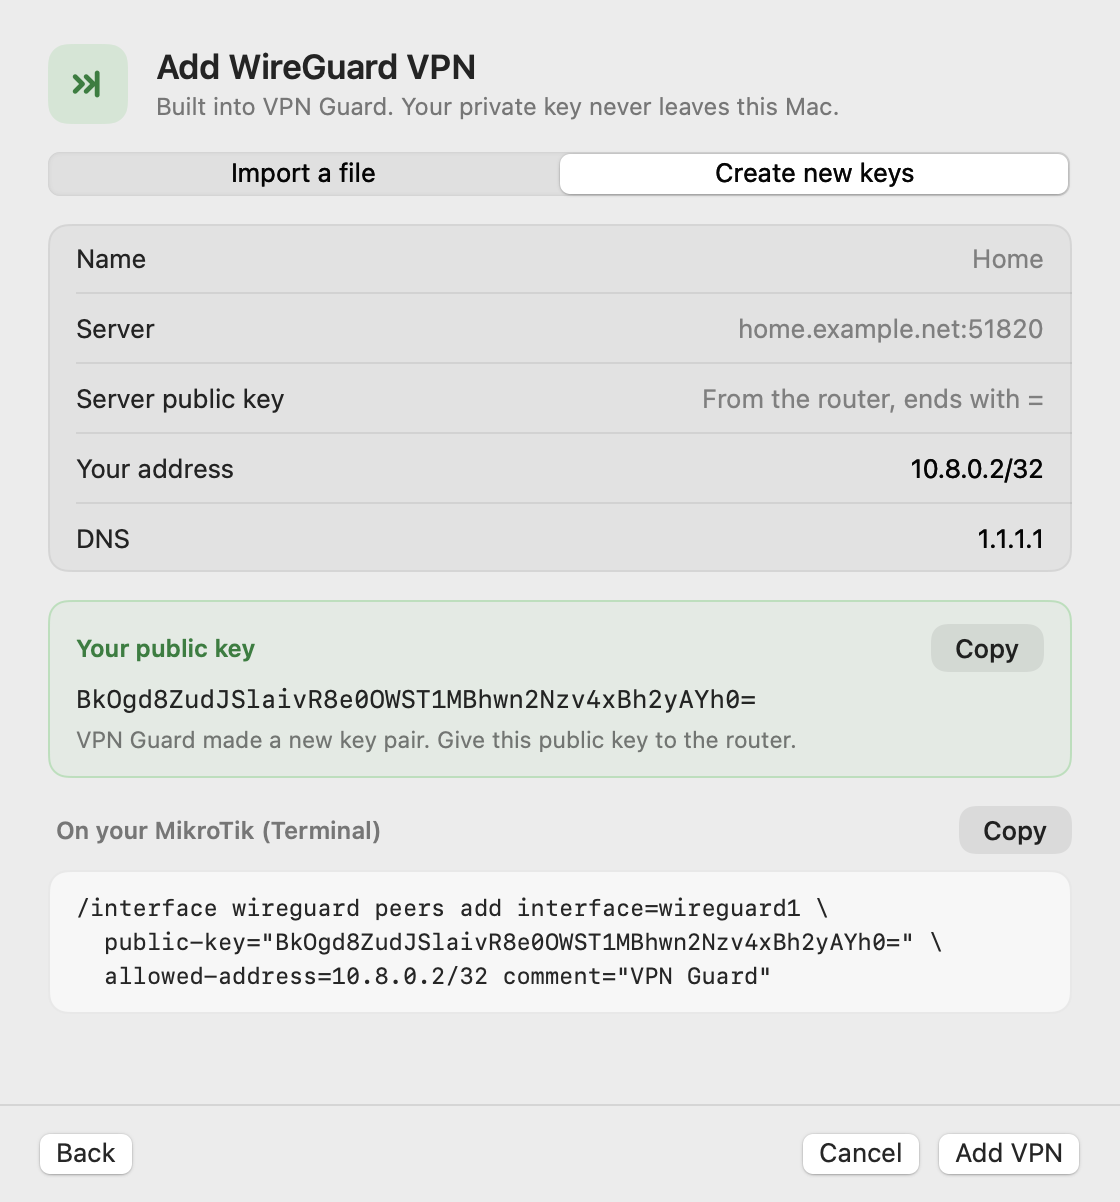 Add WireGuard VPN
Built into VPN Guard. Your private key never leaves this Mac.
Import a file
Create new keys
Name
Home
Server
home.example.net:51820
Server public key
From the router, ends with =
Your address
10.8.0.2/32
DNS
1.1.1.1
Your public key
Copy
BkOgd8ZudJSlaivR8e0OWST1MBhwn2Nzv4xBh2yAYh0=
VPN Guard made a new key pair. Give this public key to the router.
On your MikroTik (Terminal)
Copy
/interface wireguard peers add interface=wireguard1 \
public-key="BkOgd8ZudJSlaivR8e0OWST1MBhwn2Nzv4xBh2yAYh0=" \
allowed-address=10.8.0.2/32 comment="VPN Guard"
Back
Cancel
Add VPN